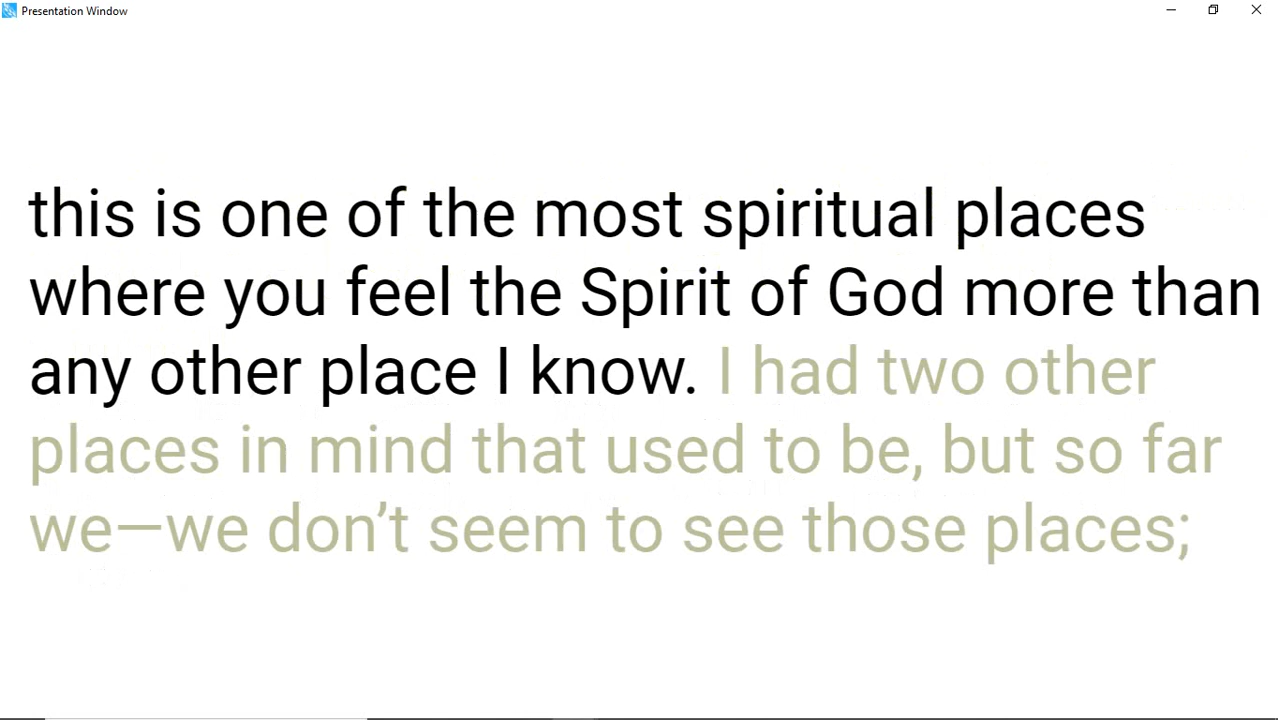 Presentation Window
this is one of the most spiritual places
where you feel the Spirit of God more than
any other place I know. I had two other
places in mind that used to be, but so far
we—we don’t seem to see those places;